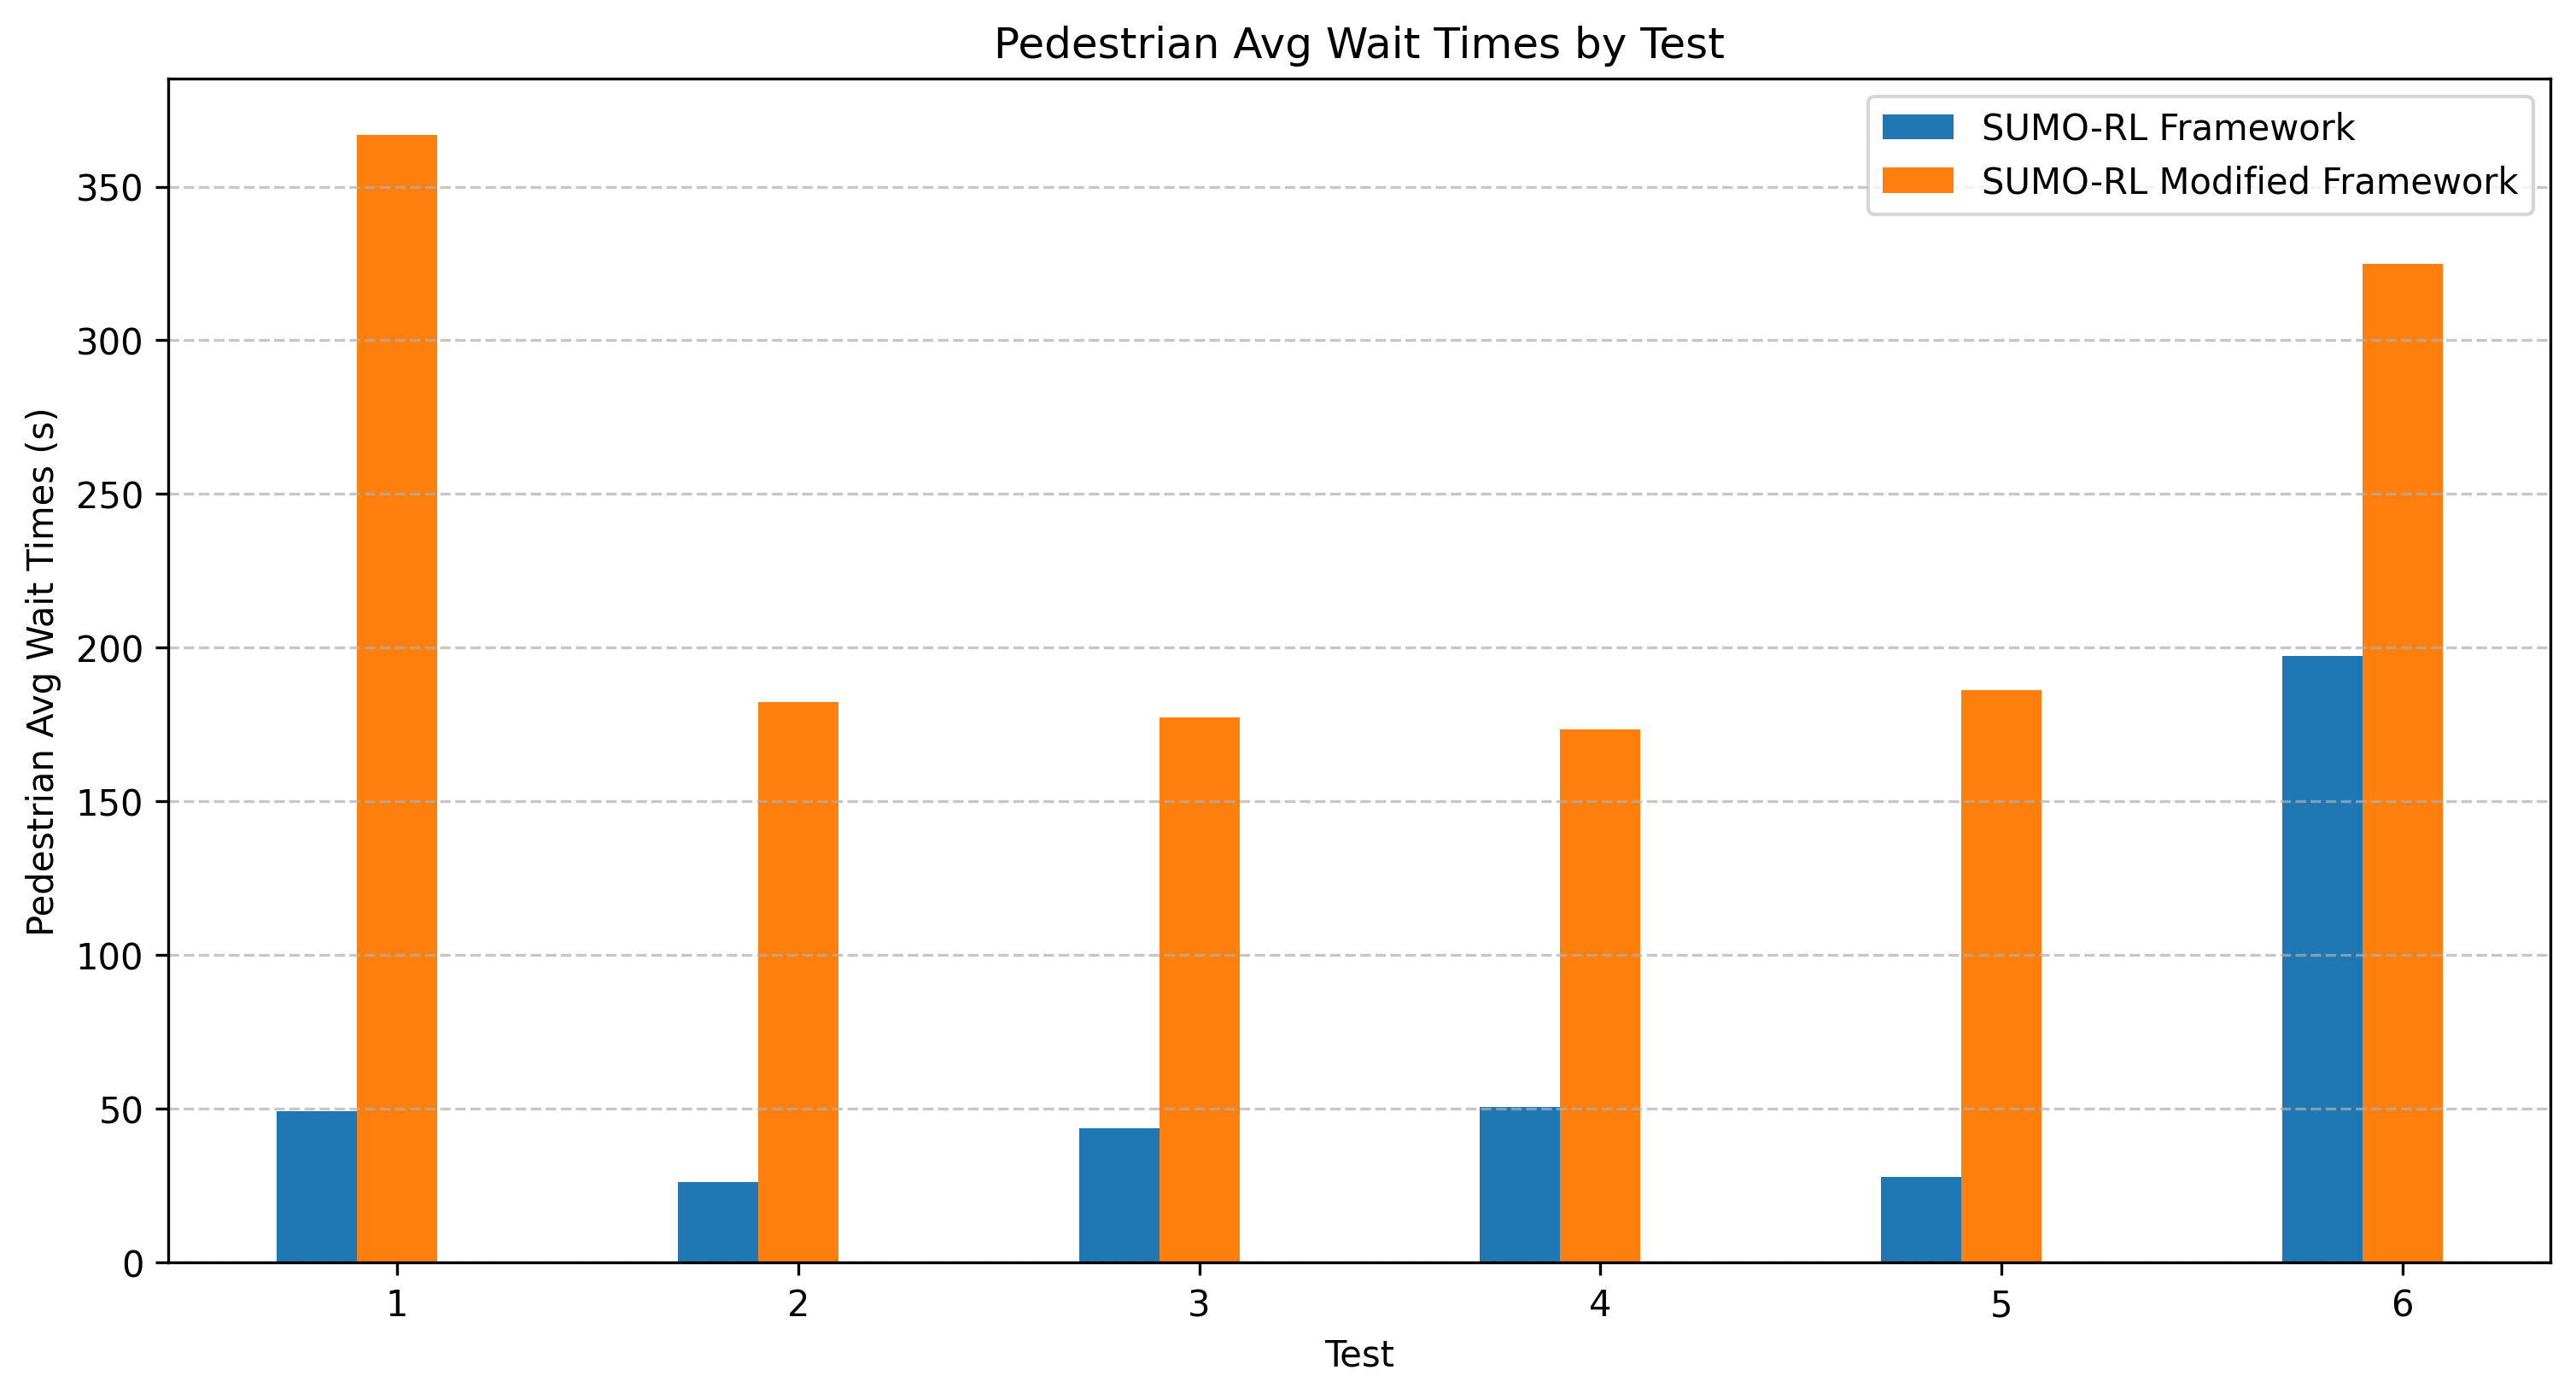 Pedestrian Avg Wait Times by Test
SUMO-RL Framework
SUMO-RL Modified Framework
Pedestrian Avg Wait Times (s)
350
300
250
200
150
100
50
0
1 2 3 4 5 6
Test